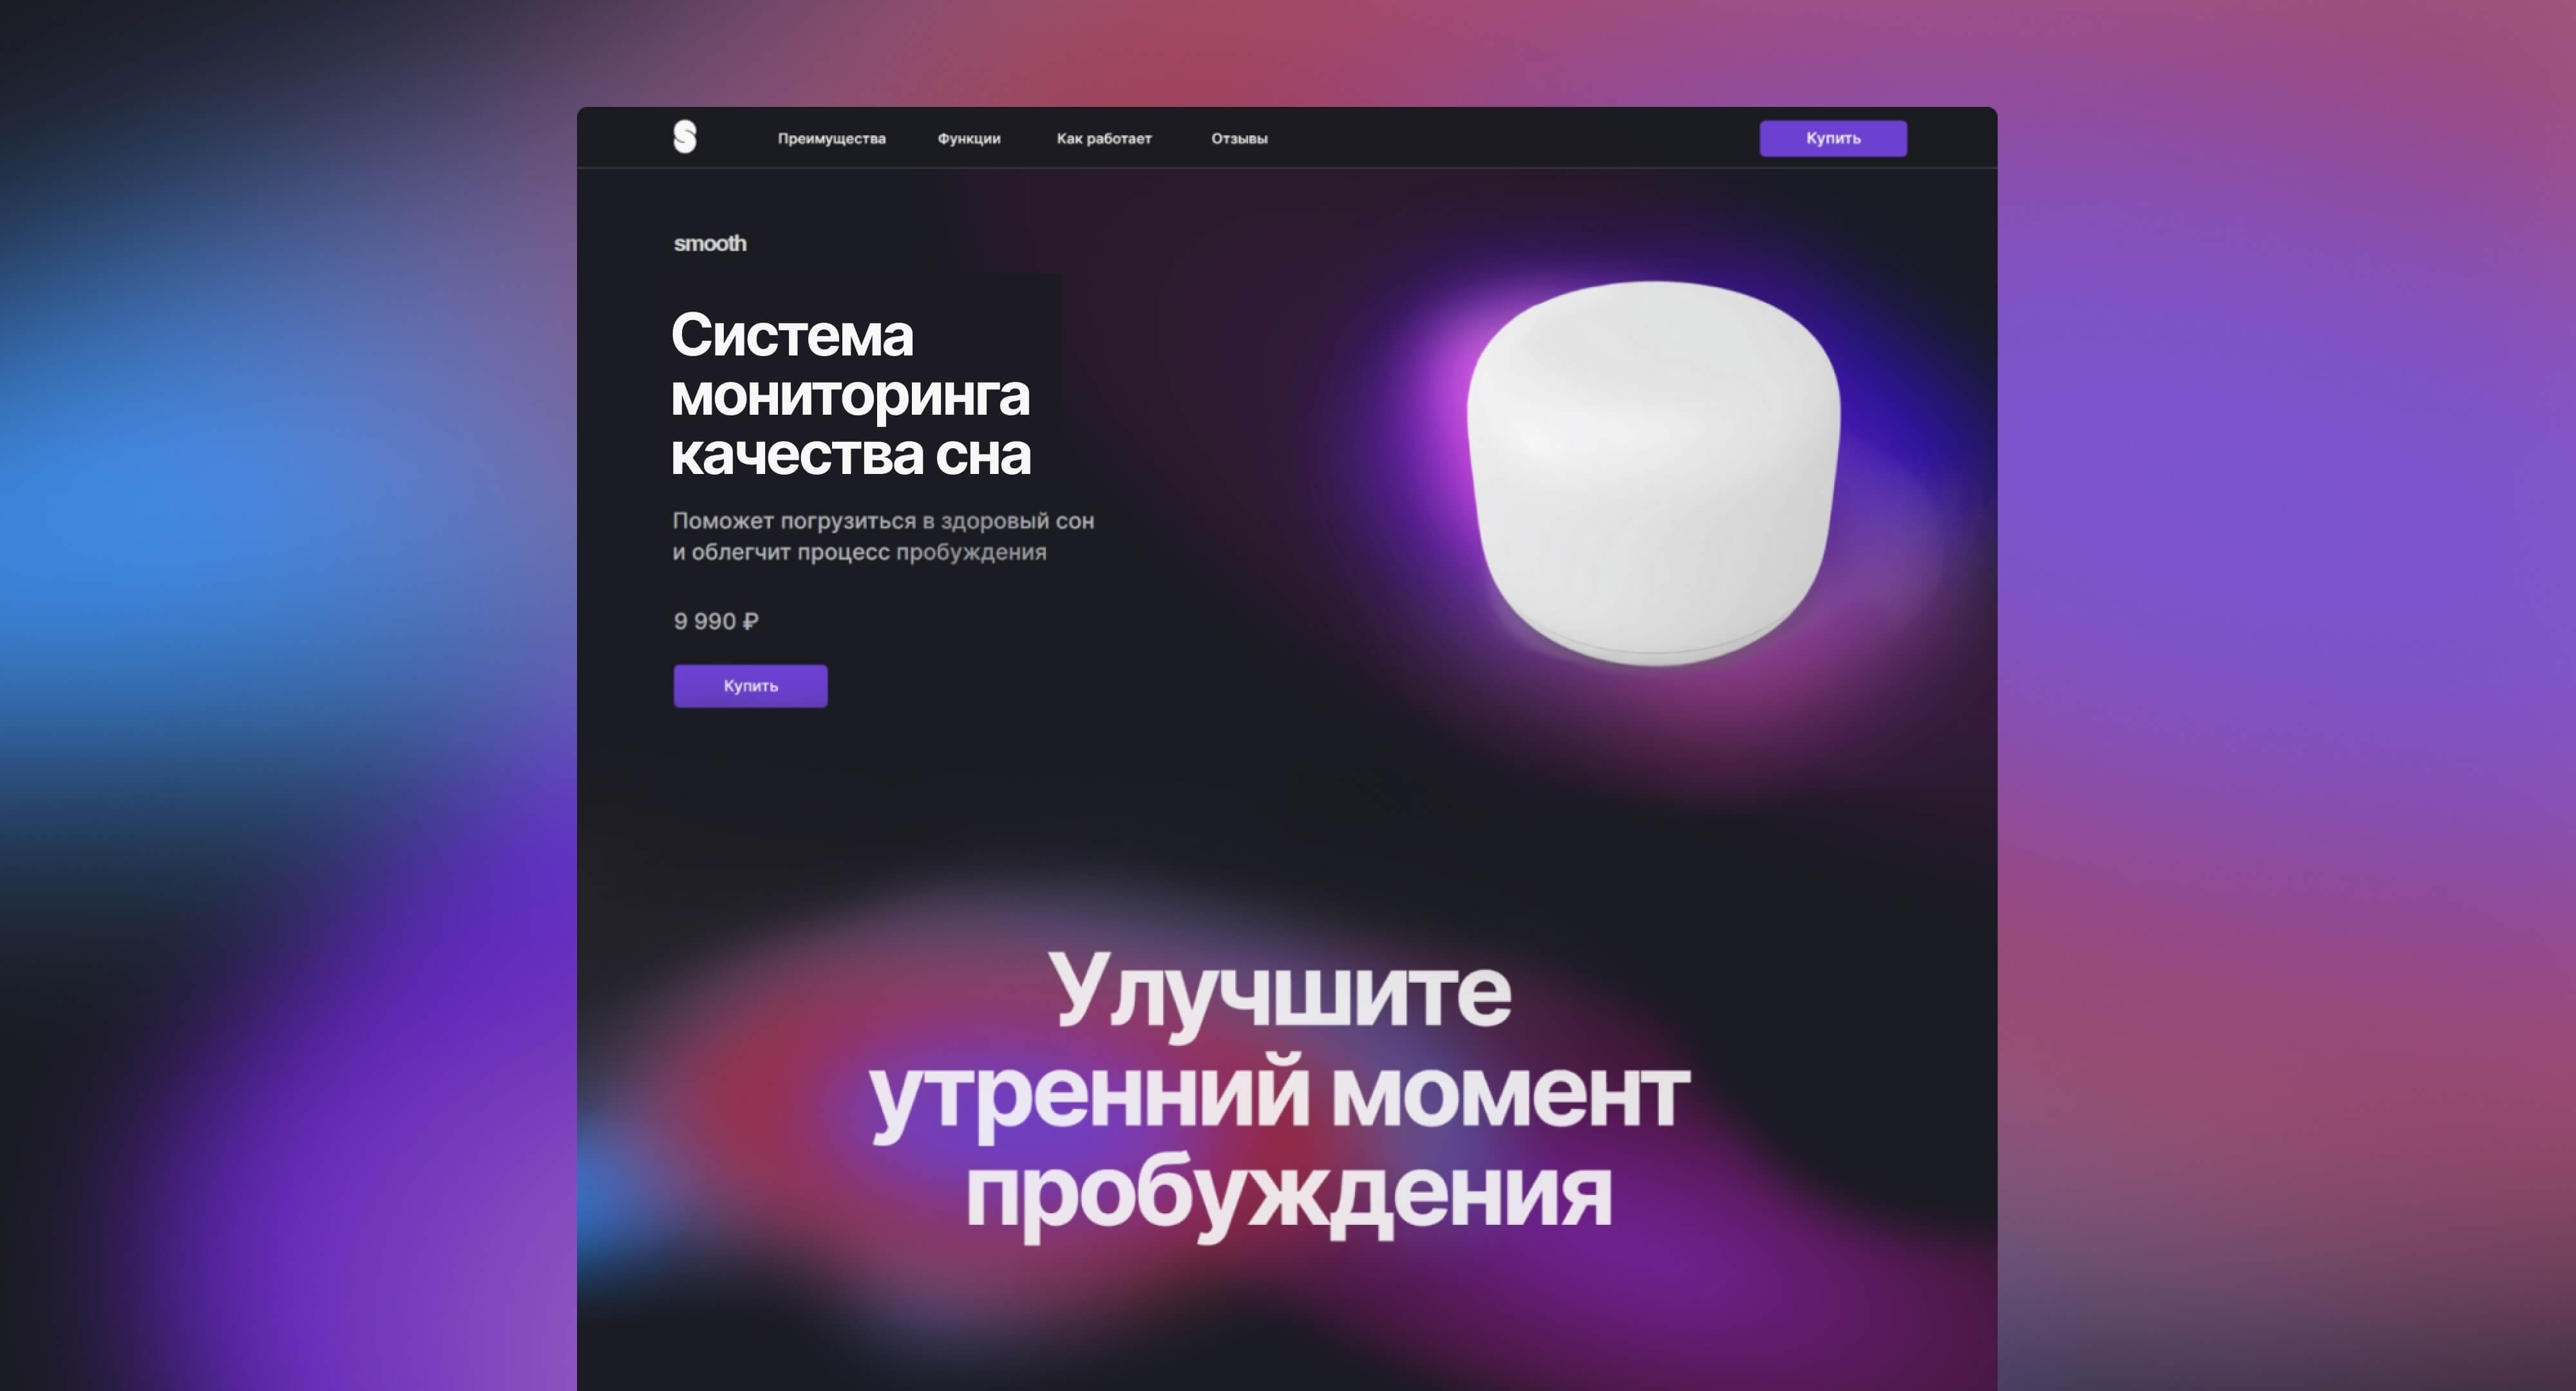 S
Преимущества
Функции
Как работает
Отзывы
Купить
smooth
Система
мониторинга
качества сна
Поможет погрузиться в здоровый сон
и облегчит процесс пробуждения
9 990 ₽
Купить
Улучшите
утренний момент
пробуждения